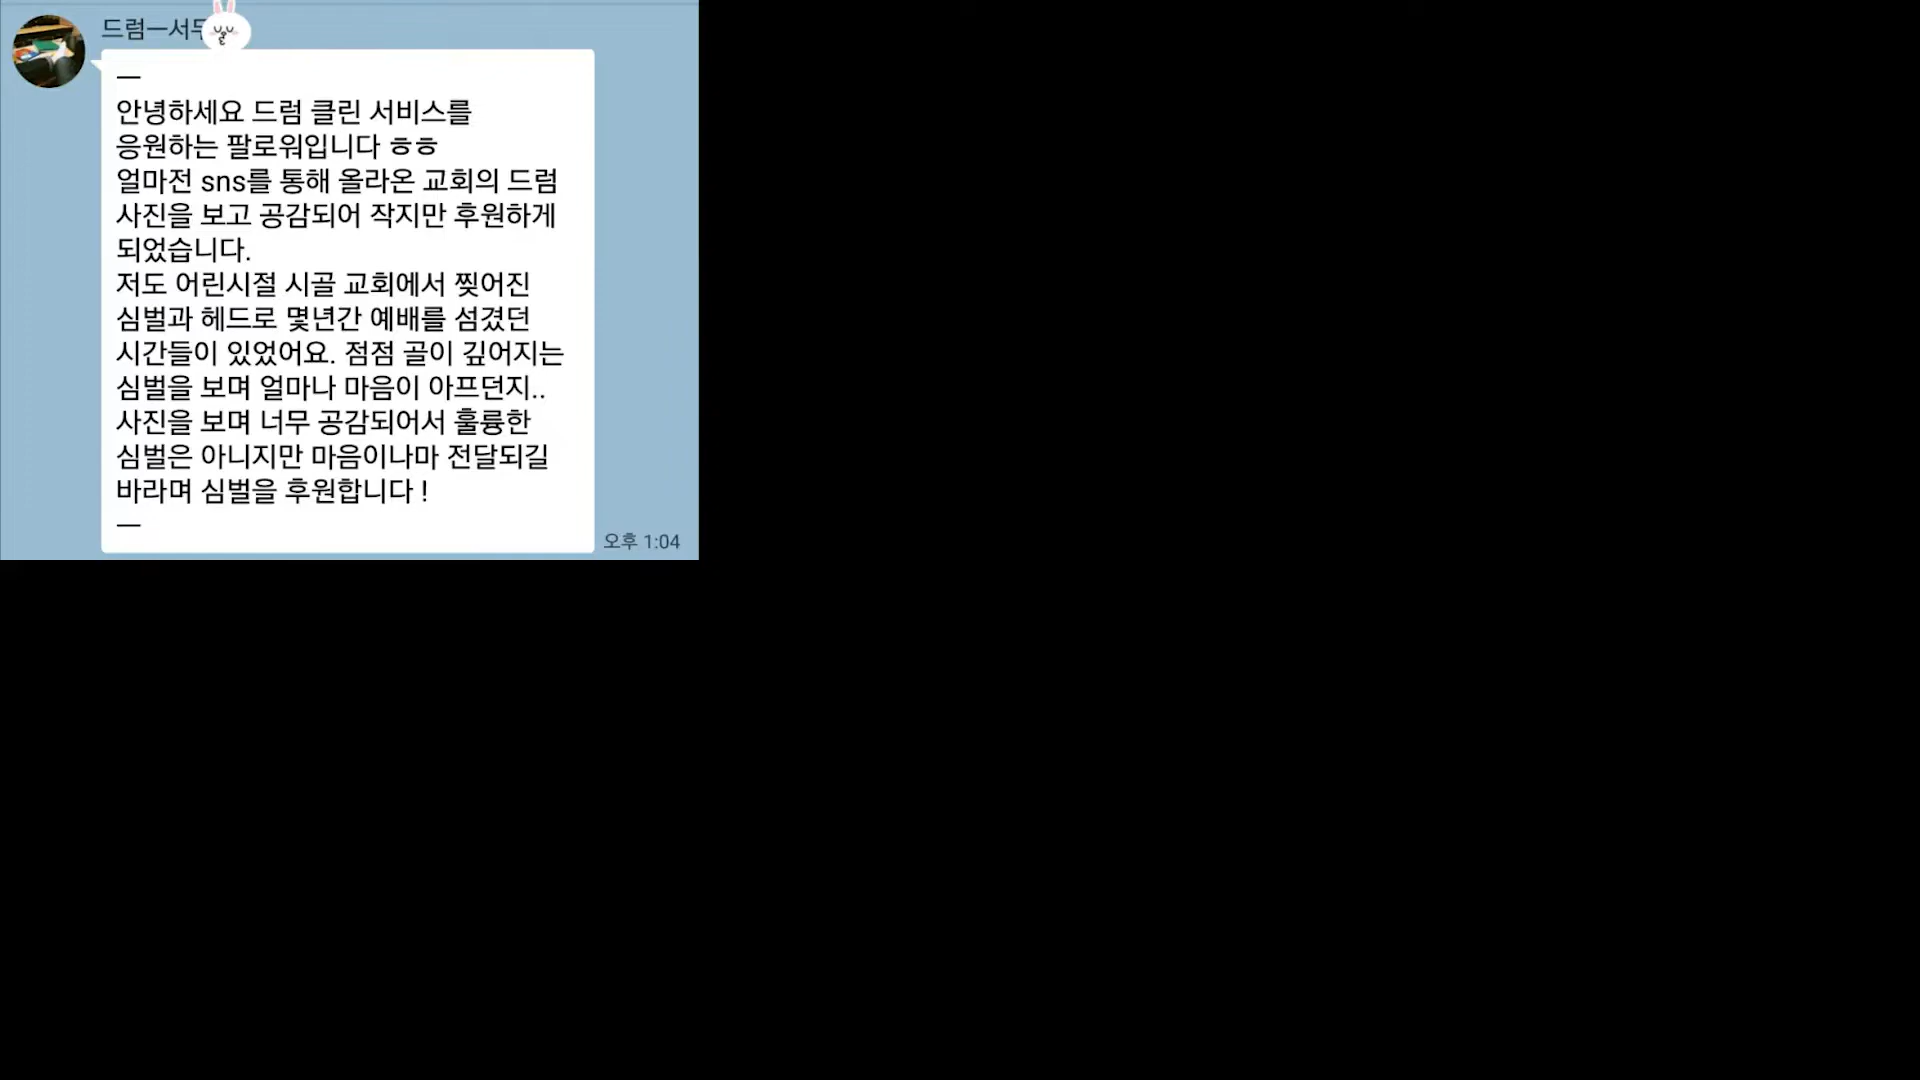 드럼ㅡ서
ㅡ
안녕하세요 드럼 클린 서비스를
응원하는 팔로워입니다 ㅎㅎ
얼마전 sns를 통해 올라온 교회의 드럼
사진을 보고 공감되어 작지만 후원하게
되었습니다.
저도 어린시절 시골 교회에서 찢어진
심벌과 헤드로 몇년간 예배를 섬겼던
시간들이 있었어요. 점점 골이 깊어지는
심벌을 보며 얼마나 마음이 아프던지..
사진을 보며 너무 공감되어서 훌륭한
심벌은 아니지만 마음이나마 전달되길
바라며 심벌을 후원합니다 !
ㅡ
오후 1:04